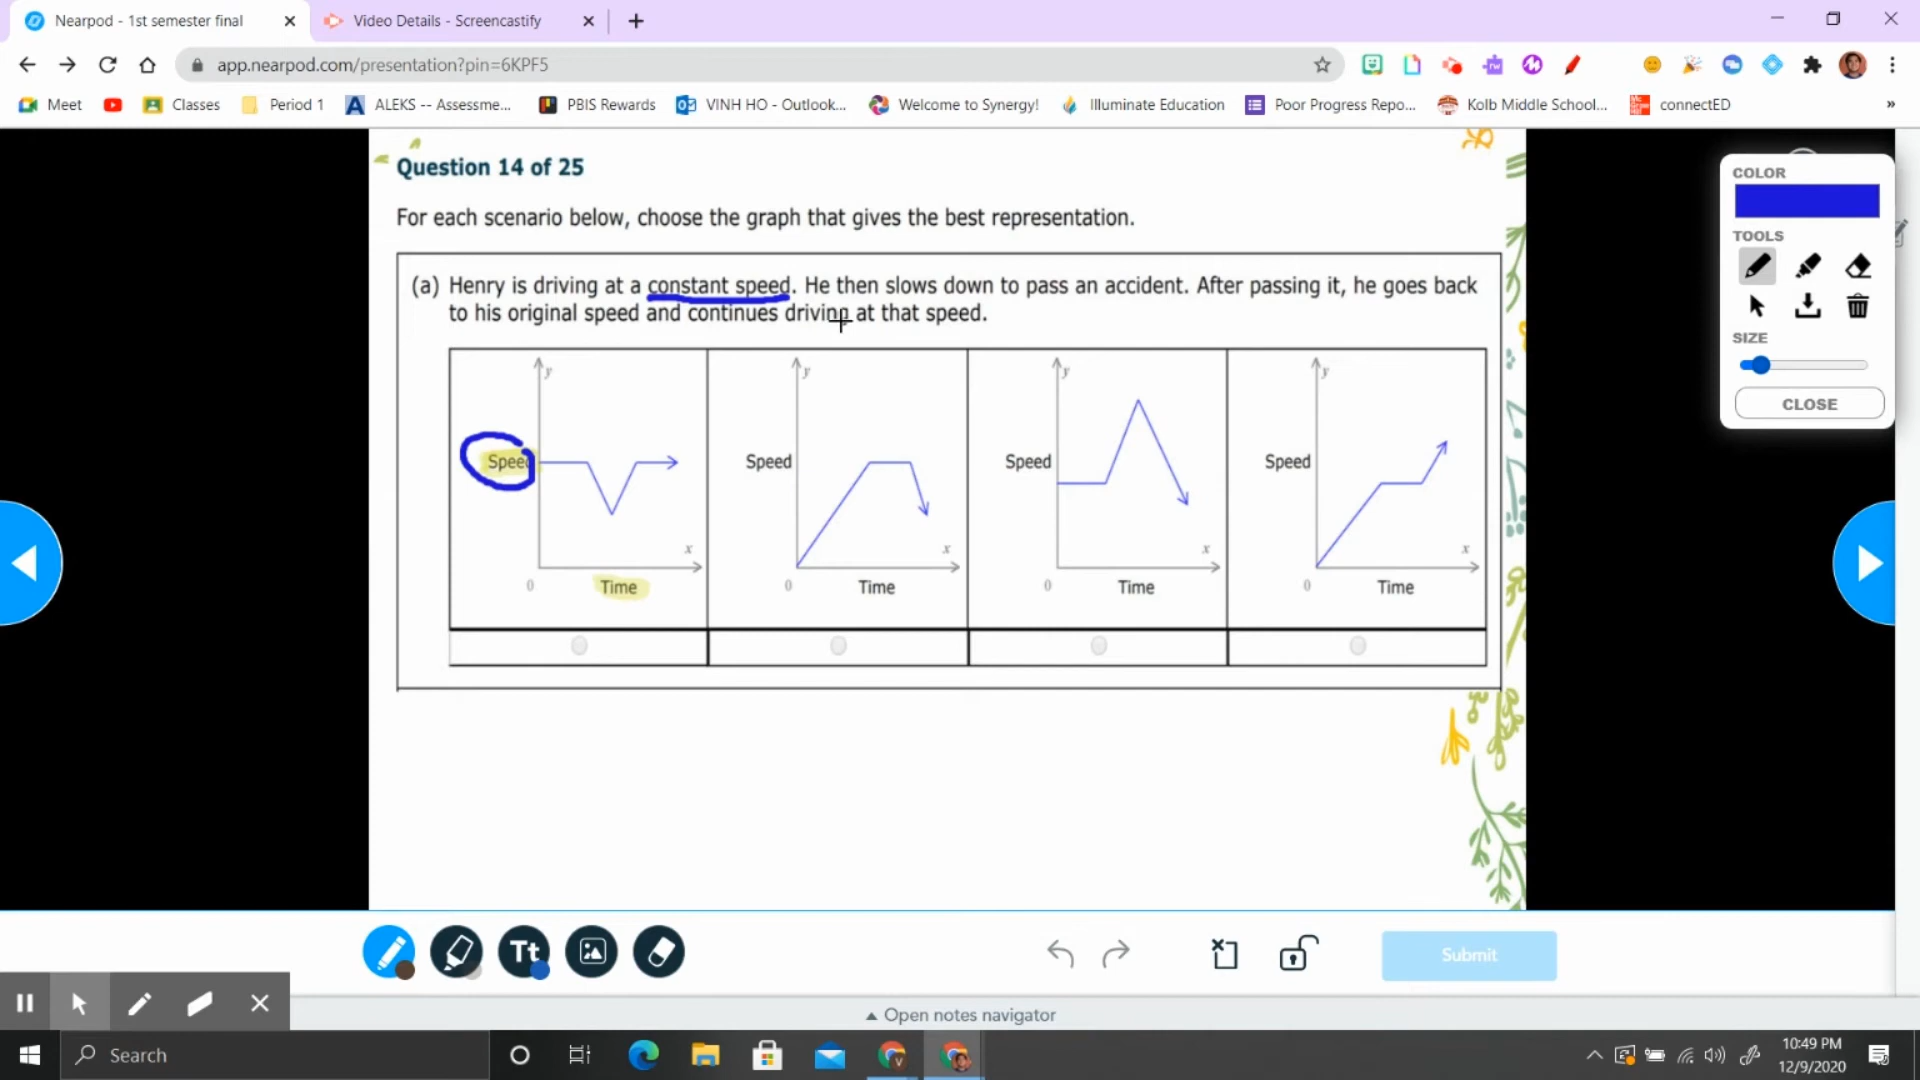 Nearpod - 1st semester final
Video Details - Screencastify
app.nearpod.com/presentation?pin=6KPF5
Meet
Classes
Period 1
ALEKS -- Assessme...
PBIS Rewards
VINH HO - Outlook...
Welcome to Synergy!
Illuminate Education
Poor Progress Repo...
Kolb Middle School...
connectED
»
Question 14 of 25
For each scenario below, choose the graph that gives the best representation.
(a) Henry is driving at a constant speed. He then slows down to pass an accident. After passing it, he goes back
to his original speed and continues driving at that speed.
y
Speed
x
0
Time
y
Speed
x
0
Time
y
Speed
x
0
Time
y
Speed
x
0
Time
COLOR
TOOLS
SIZE
CLOSE
Tt
Submit
Open notes navigator
Search
10:49 PM
12/9/2020